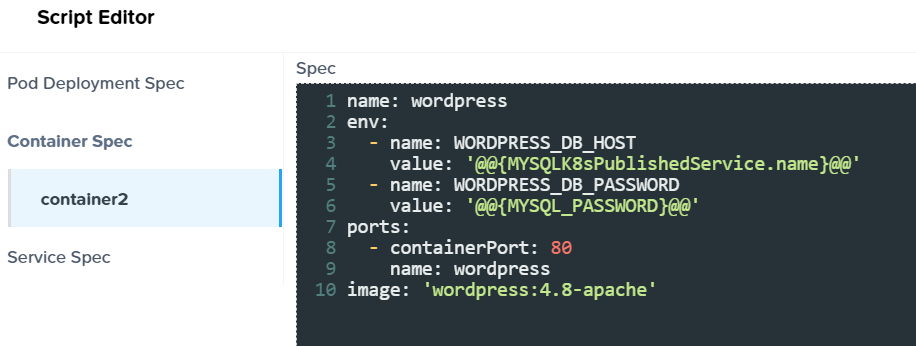 Script Editor
Pod Deployment Spec
Container Spec
container2
Service Spec
Spec
1 name: wordpress
2 env:
3   - name: WORDPRESS_DB_HOST
4     value: '@@{MYSQLK8sPublishedService.name}@@'
5   - name: WORDPRESS_DB_PASSWORD
6     value: '@@{MYSQL_PASSWORD}@@'
7 ports:
8   - containerPort: 80
9     name: wordpress
10 image: 'wordpress:4.8-apache'